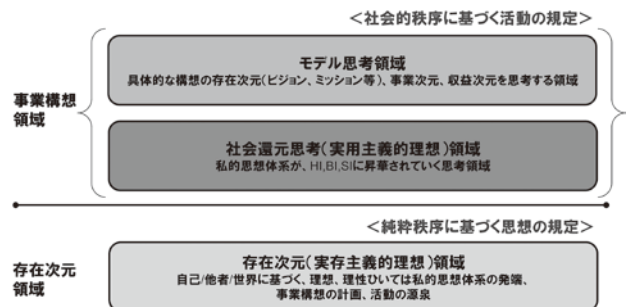 <社会的秩序に基づく活動の規定>
モデル思考領域
具体的な構想の存在次元(ビジョン、ミッション等)、事業次元、収益次元を思考する領域
事業構想
領域
社会還元思考(実用主義的理想)領域
私的思想体系が、HI,BI,SIに昇華されていく思考領域
<純粋秩序に基づく思想の規定>
存在次元
領域
存在次元(実存主義的理想)領域
自己/他者/世界に基づく、理想、理性ひいては私的思想体系の発端、
事業構想の計画、活動の源泉